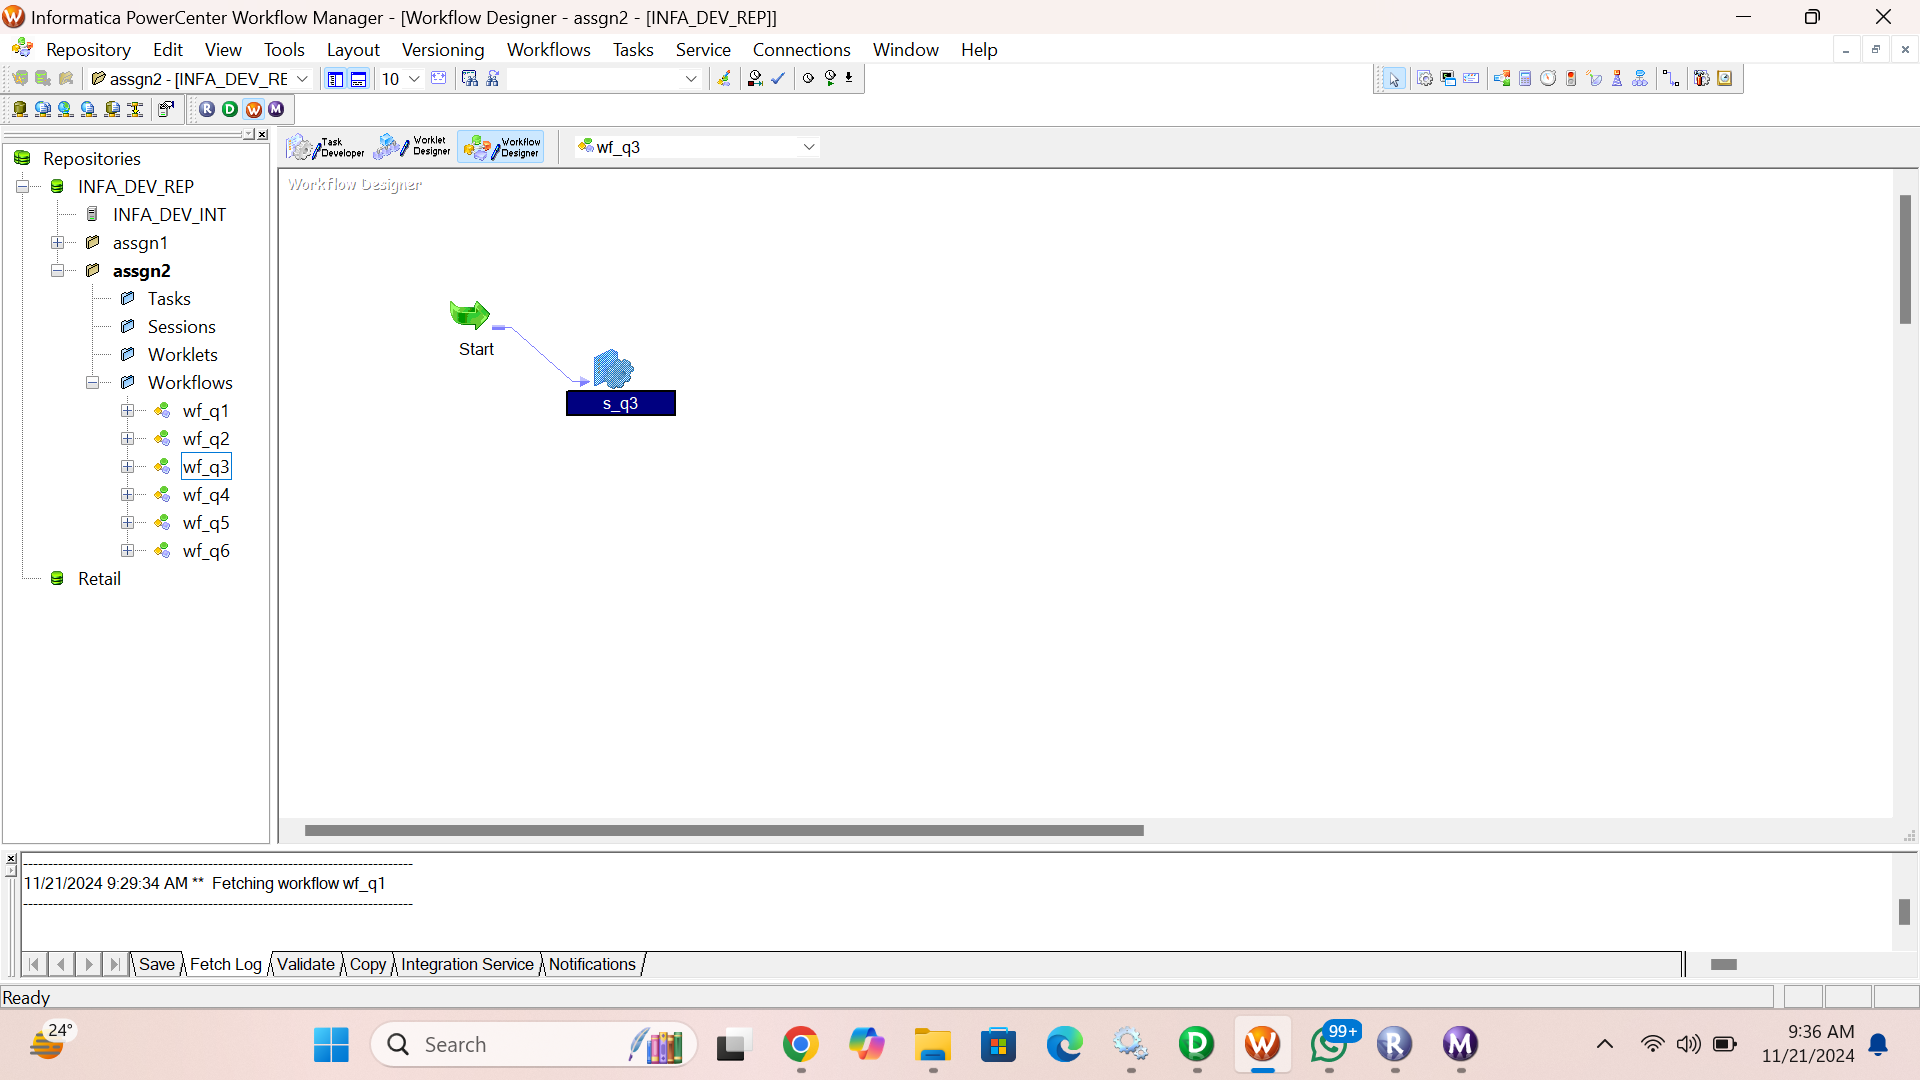 Informatica PowerCenter Workflow Manager - [Workflow Designer - assgn2 - [INFA_DEV_REP]]
Repository Edit View Tools Layout Versioning Workflows Tasks Service Connections Window Help
assgn2 - [INFA_DEV_RE 10
R D W M
Task Developer Worklet Designer Workflow Designer wf_q3
Workflow Designer
Repositories
INFA_DEV_REP
INFA_DEV_INT
assgn1
assgn2
Tasks
Sessions
Worklets
Workflows
wf_q1
wf_q2
wf_q3
wf_q4
wf_q5
wf_q6
Retail
Start
s_q3
11/21/2024 9:29:34 AM ** Fetching workflow wf_q1
Save Fetch Log Validate Copy Integration Service Notifications
Ready
24°
Search
D W 99+ R M
9:36 AM
11/21/2024